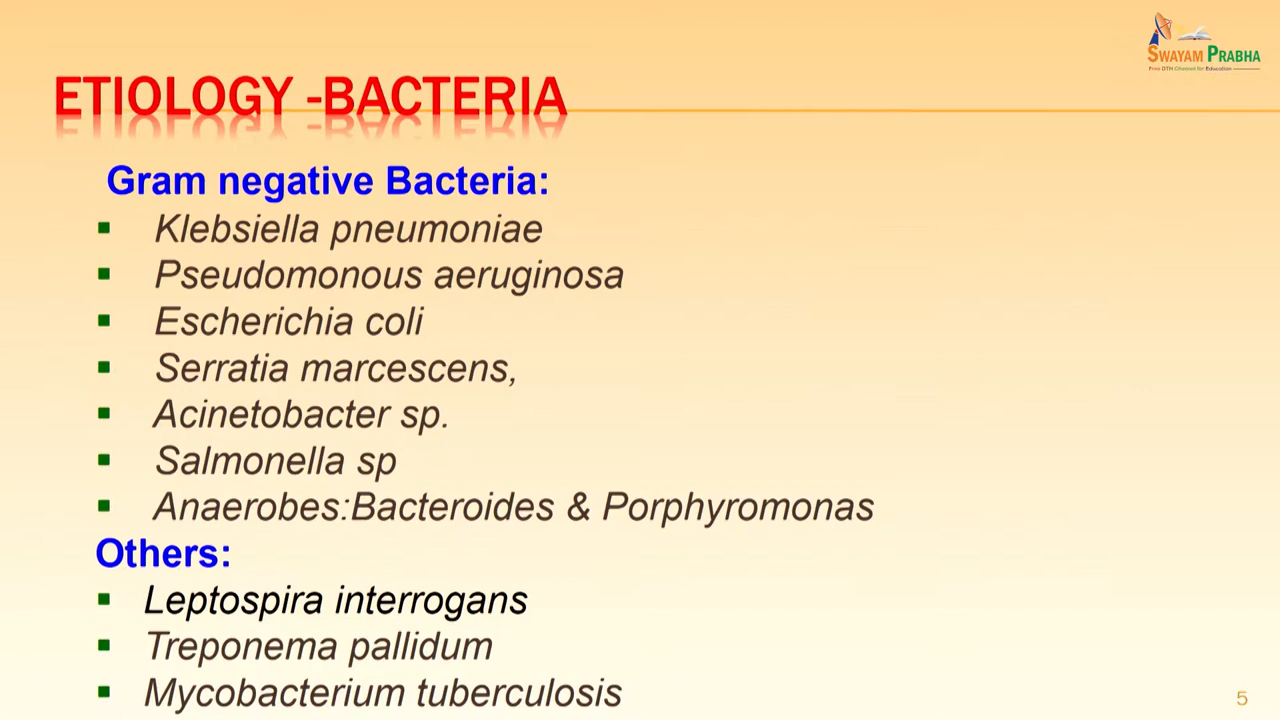 SWAYAM PRABHA
Free DTH Channel for Education
ETIOLOGY -BACTERIA
Gram negative Bacteria:
Klebsiella pneumoniae
Pseudomonous aeruginosa
Escherichia coli
Serratia marcescens,
Acinetobacter sp.
Salmonella sp
Anaerobes:Bacteroides & Porphyromonas
Others:
Leptospira interrogans
Treponema pallidum
Mycobacterium tuberculosis
5